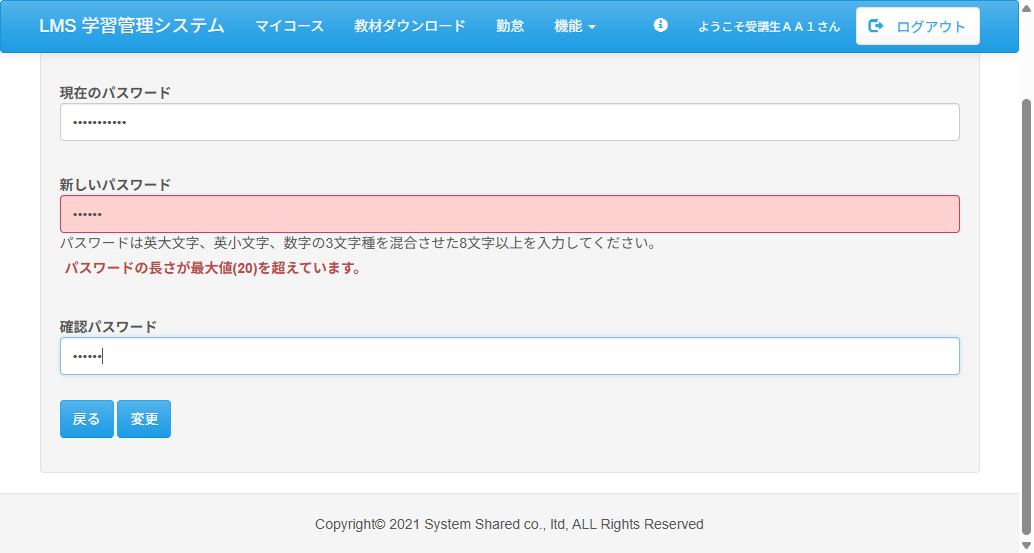 LMS 学習管理システム マイコース 教材ダウンロード 勤怠 機能 ようこそ受講生ＡＡ１さん ログアウト
現在のパスワード
•••••••••••
新しいパスワード
••••••
パスワードは英大文字、英小文字、数字の3文字種を混合させた8文字以上を入力してください。
パスワードの長さが最大値(20)を超えています。
確認パスワード
••••••
戻る 変更
Copyright© 2021 System Shared co., ltd, ALL Rights Reserved